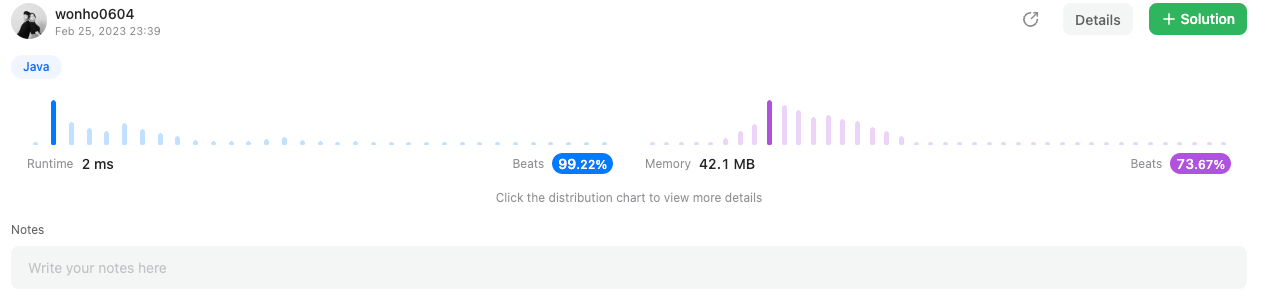 wonho0604
Feb 25, 2023 23:39
Details
+ Solution
Java
Runtime 2 ms Beats 99.22% Memory 42.1 MB Beats 73.67%
Click the distribution chart to view more details
Notes
Write your notes here